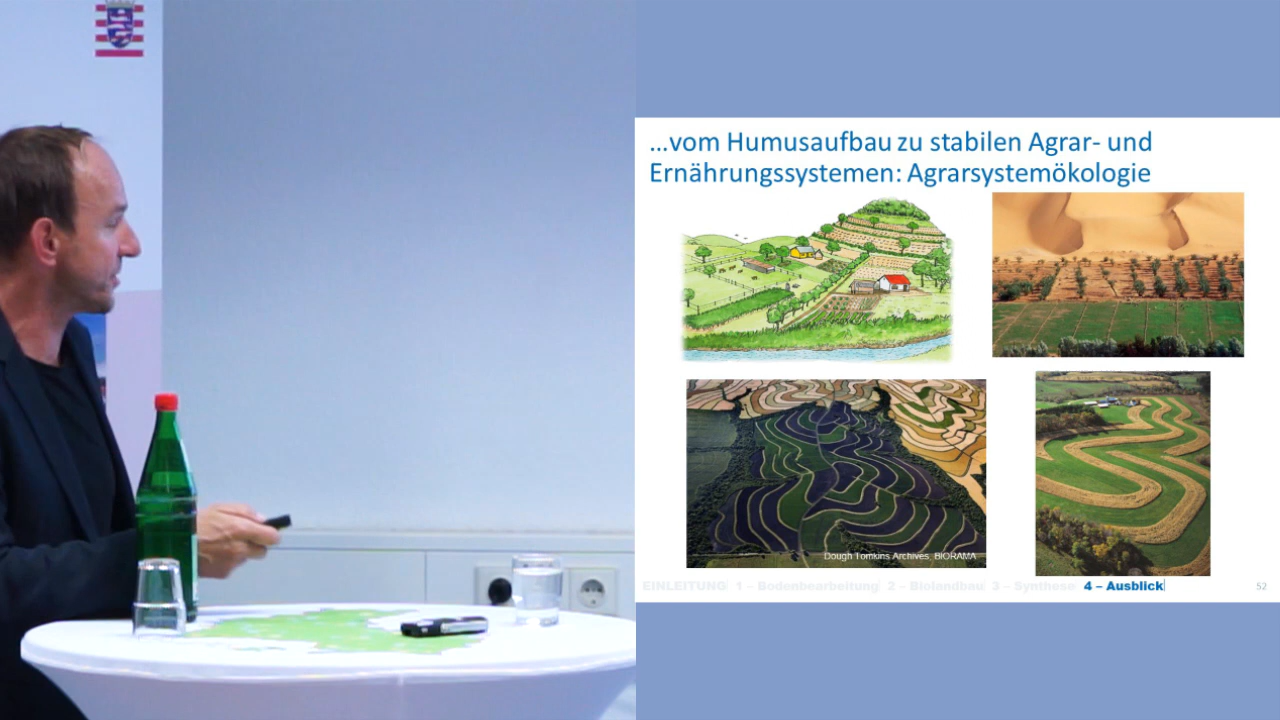 ...vom Humusaufbau zu stabilen Agrar- und
Ernährungssystemen: Agrarsystemökologie
Dough Tomkins Archives BIORAMA
EINLEITUNG 1 – Bodenbearbeitung 2 – Biolandbau 3 – Synthese 4 – Ausblick 52